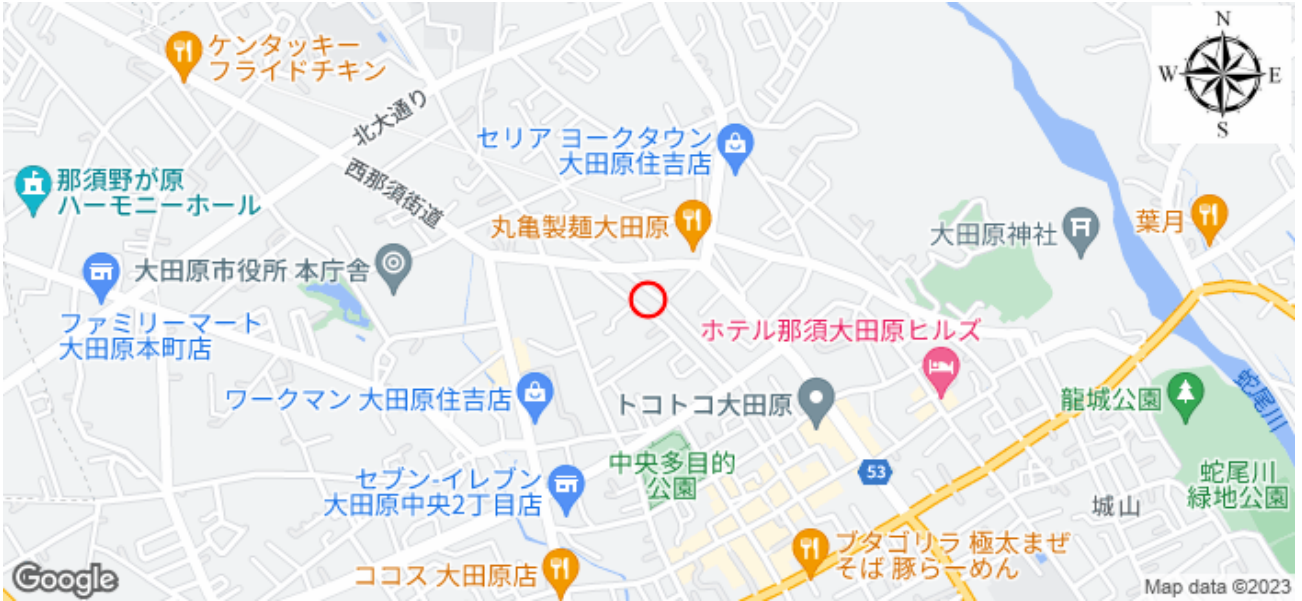 ケンタッキー
フライドチキン
N
W
E
S
北大通り
セリア ヨークタウン
大田原住吉店
西那須街道
那須野が原
ハーモニーホール
丸亀製麺大田原
大田原神社
葉月
大田原市役所 本庁舎
ファミリーマート
大田原本町店
ホテル那須大田原ヒルズ
ワークマン 大田原住吉店
トコトコ大田原
龍城公園
蛇尾川
中央多目的
公園
53
セブン-イレブン
大田原中央2丁目店
蛇尾川
緑地公園
城山
ブタゴリラ 極太まぜ
そば 豚らーめん
ココス 大田原店
Google
Map data ©2023